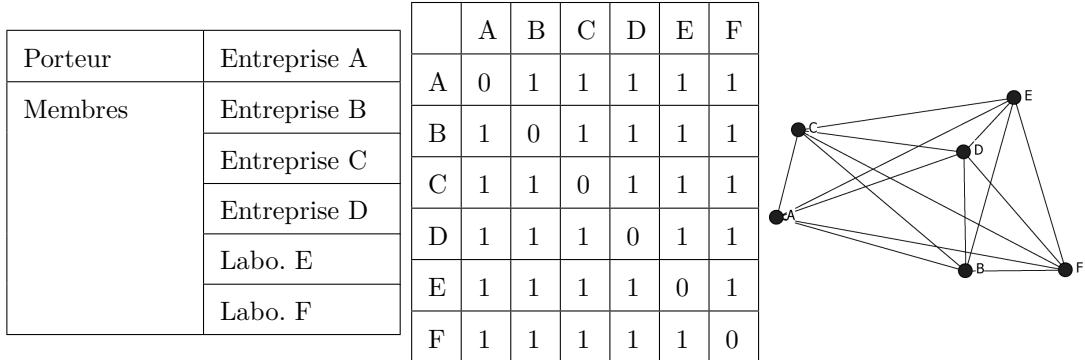 Porteur Entreprise A
Membres Entreprise B
Entreprise C
Entreprise D
Labo. E
Labo. F
A B C D E F
A 0 1 1 1 1 1
B 1 0 1 1 1 1
C 1 1 0 1 1 1
D 1 1 1 0 1 1
E 1 1 1 1 0 1
F 1 1 1 1 1 0
E
C
D
A
B
F